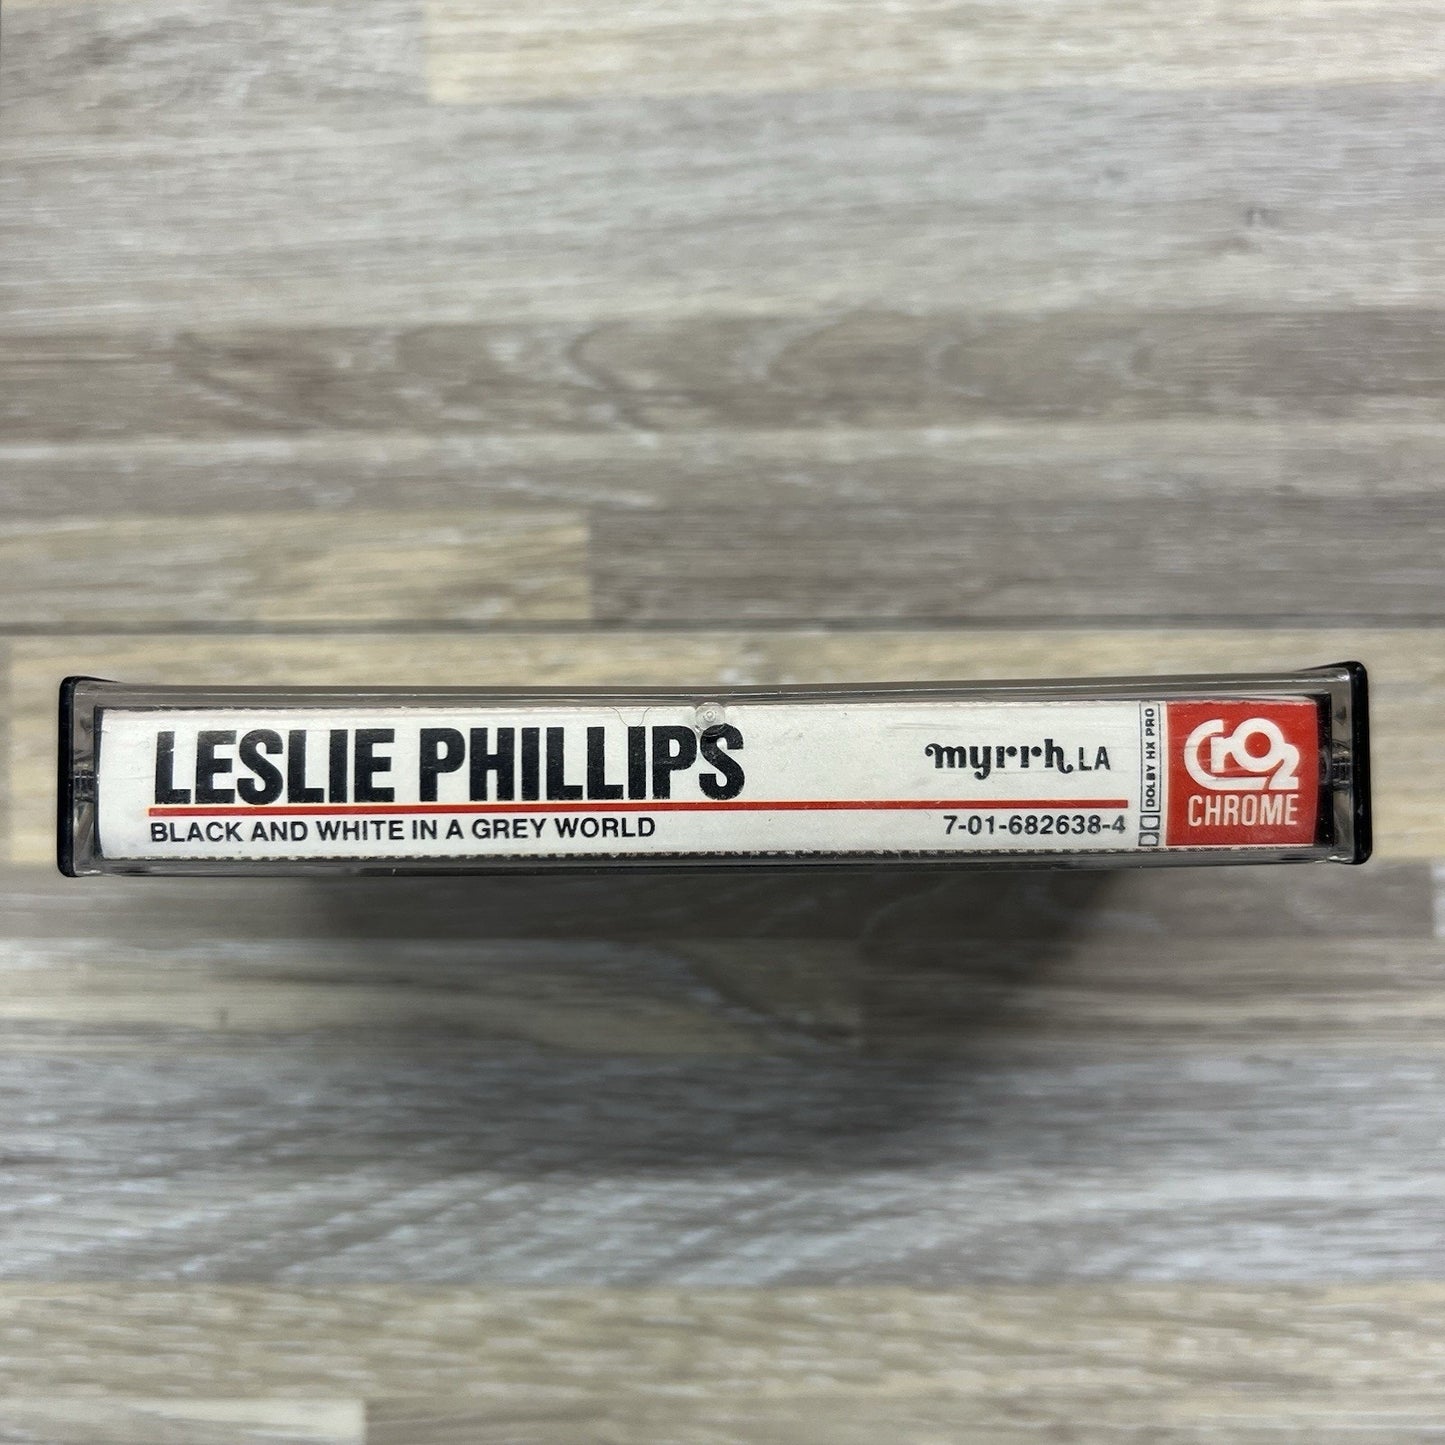 LESLIE PHILLIPS
BLACK AND WHITE IN A GREY WORLD
myrrh LA
7-01-682638-4
DOLBY HX PRO
CrO2
CHROME